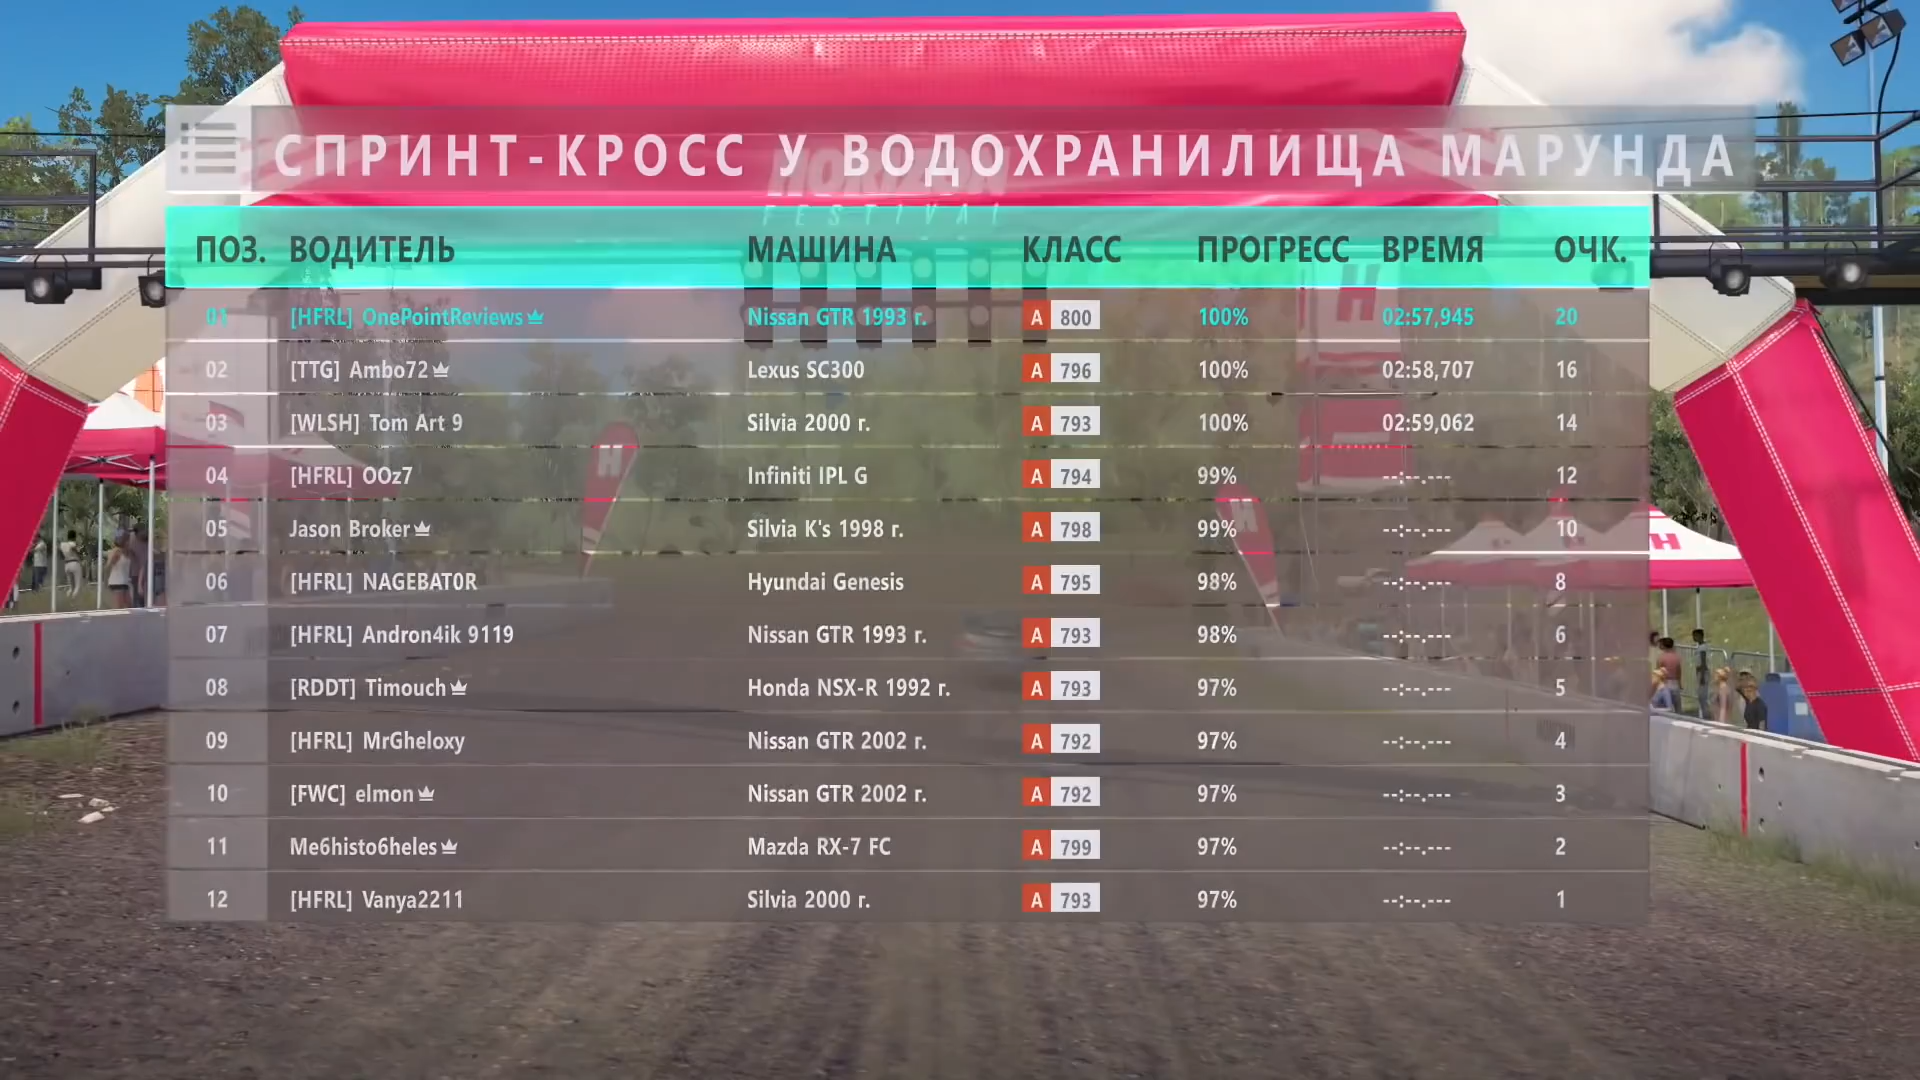 СПРИНТ-КРОСС У ВОДОХРАНИЛИЩА МАРУНДА
HORIZON
FESTIVAL
ПОЗ. ВОДИТЕЛЬ МАШИНА КЛАСС ПРОГРЕСС ВРЕМЯ ОЧК.
01 [HFRL] OnePointReviews Nissan GTR 1993 г. A 800 100% 02:57,945 20
02 [TTG] Ambo72 Lexus SC300 A 796 100% 02:58,707 16
03 [WLSH] Tom Art 9 Silvia 2000 г. A 793 100% 02:59,062 14
04 [HFRL] OOz7 Infiniti IPL G A 794 99% --:--.--- 12
05 Jason Broker Silvia K's 1998 г. A 798 99% --:--.--- 10
06 [HFRL] NAGEBAT0R Hyundai Genesis A 795 98% --:--.--- 8
07 [HFRL] Andron4ik 9119 Nissan GTR 1993 г. A 793 98% --:--.--- 6
08 [RDDT] Timouch Honda NSX-R 1992 г. A 793 97% --:--.--- 5
09 [HFRL] MrGheloxy Nissan GTR 2002 г. A 792 97% --:--.--- 4
10 [FWC] elmon Nissan GTR 2002 г. A 792 97% --:--.--- 3
11 Me6histo6heles Mazda RX-7 FC A 799 97% --:--.--- 2
12 [HFRL] Vanya2211 Silvia 2000 г. A 793 97% --:--.--- 1